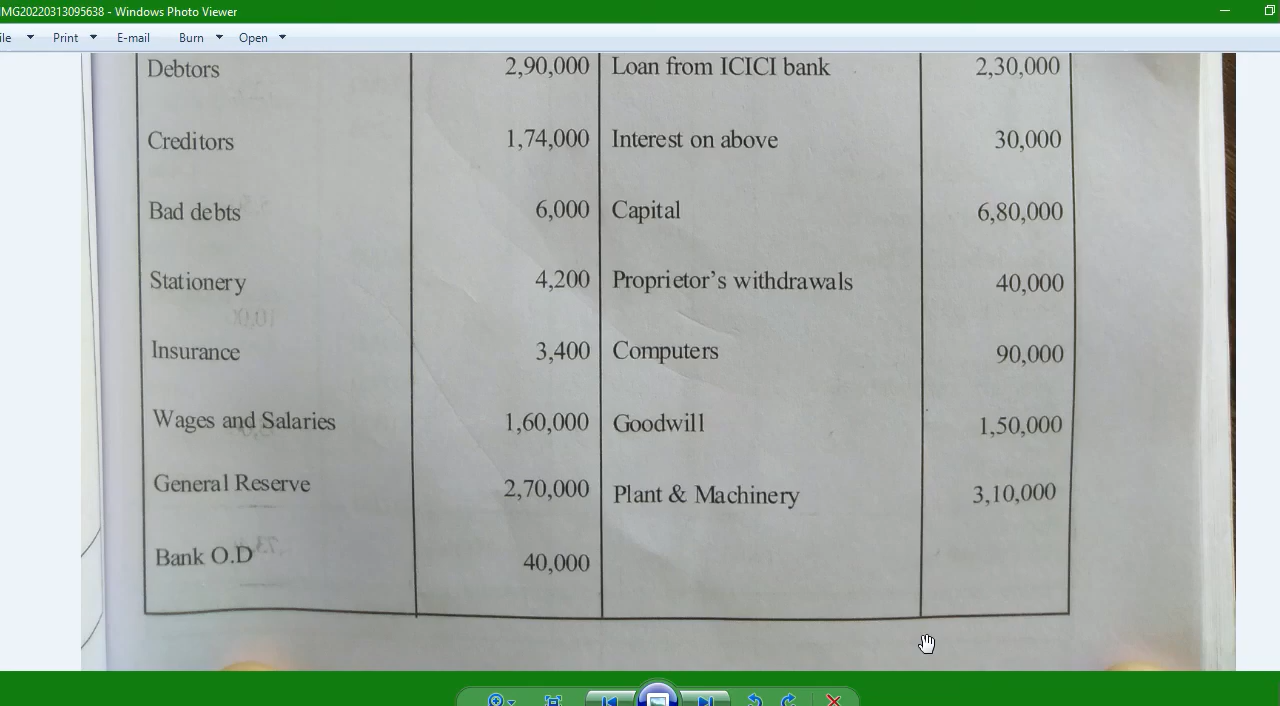 MG20220313095638 - Windows Photo Viewer
ile Print E-mail Burn Open
Debtors 2,90,000 Loan from ICICI bank 2,30,000
Creditors 1,74,000 Interest on above 30,000
Bad debts 6,000 Capital 6,80,000
Stationery 4,200 Proprietor's withdrawals 40,000
Insurance 3,400 Computers 90,000
Wages and Salaries 1,60,000 Goodwill 1,50,000
General Reserve 2,70,000 Plant & Machinery 3,10,000
Bank O.D 40,000